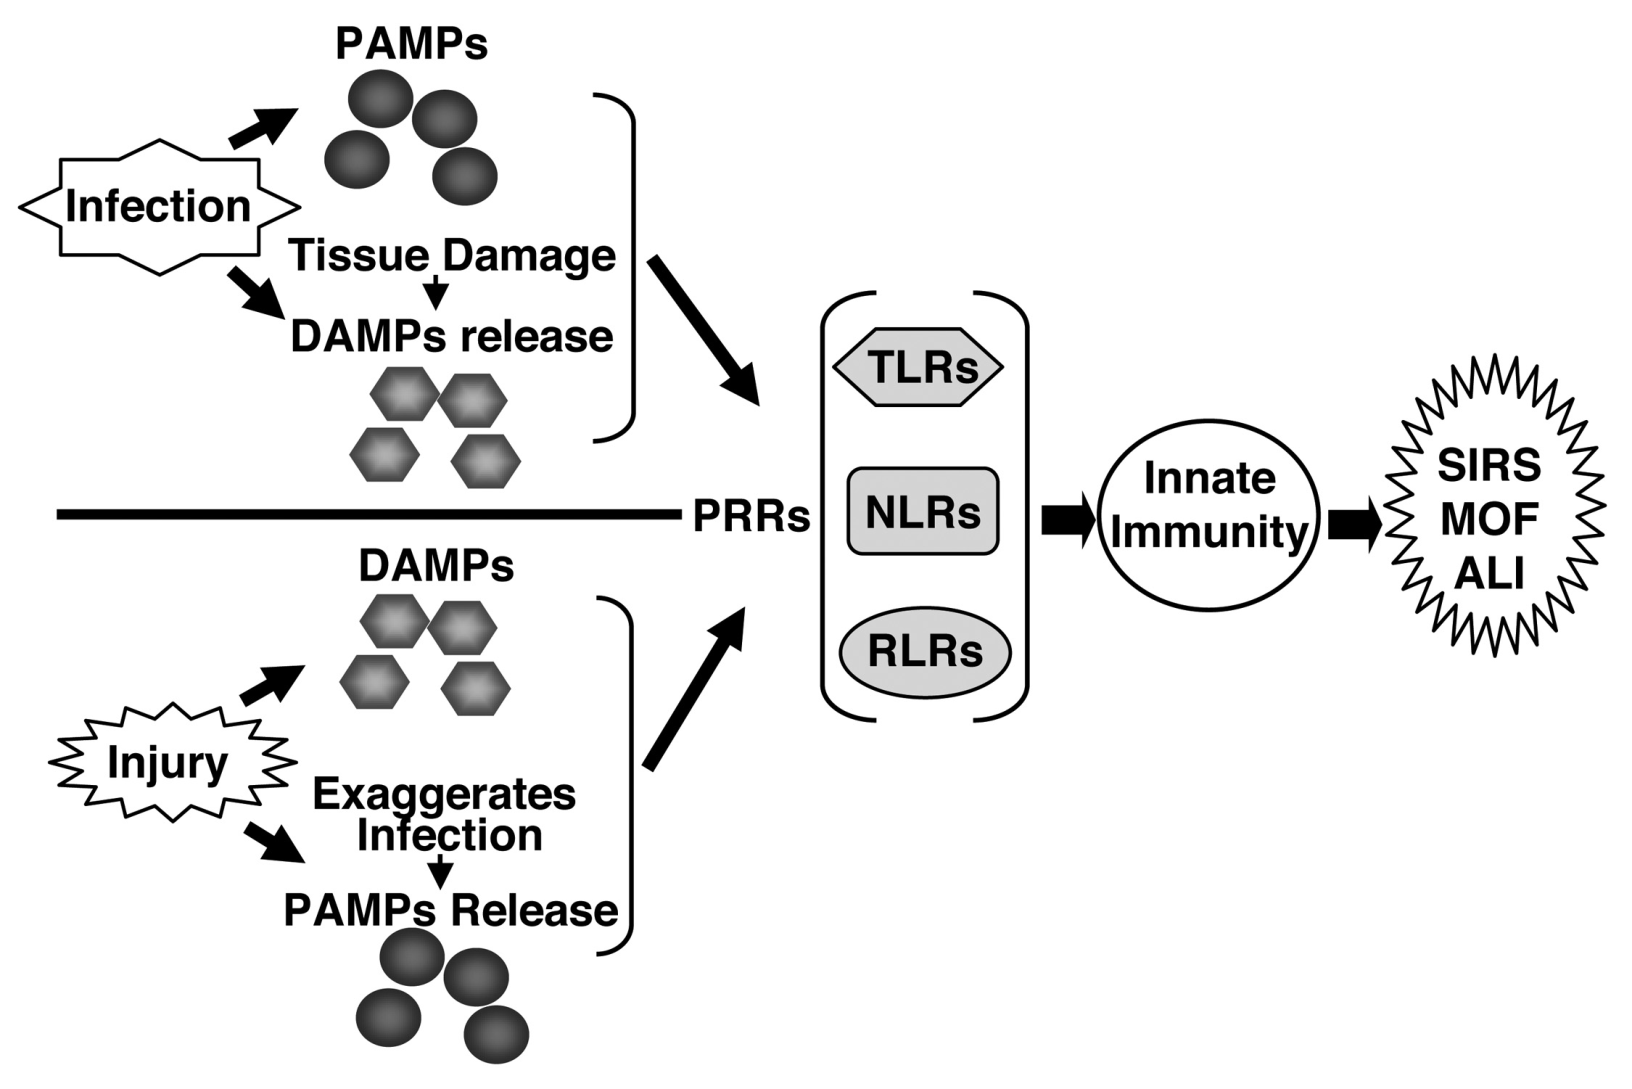 PAMPs
Infection
Tissue Damage
DAMPs release
DAMPs
Injury
Exaggerates
Infection
PAMPs Release
PRRs
TLRs
NLRs
RLRs
Innate
Immunity
SIRS
MOF
ALI